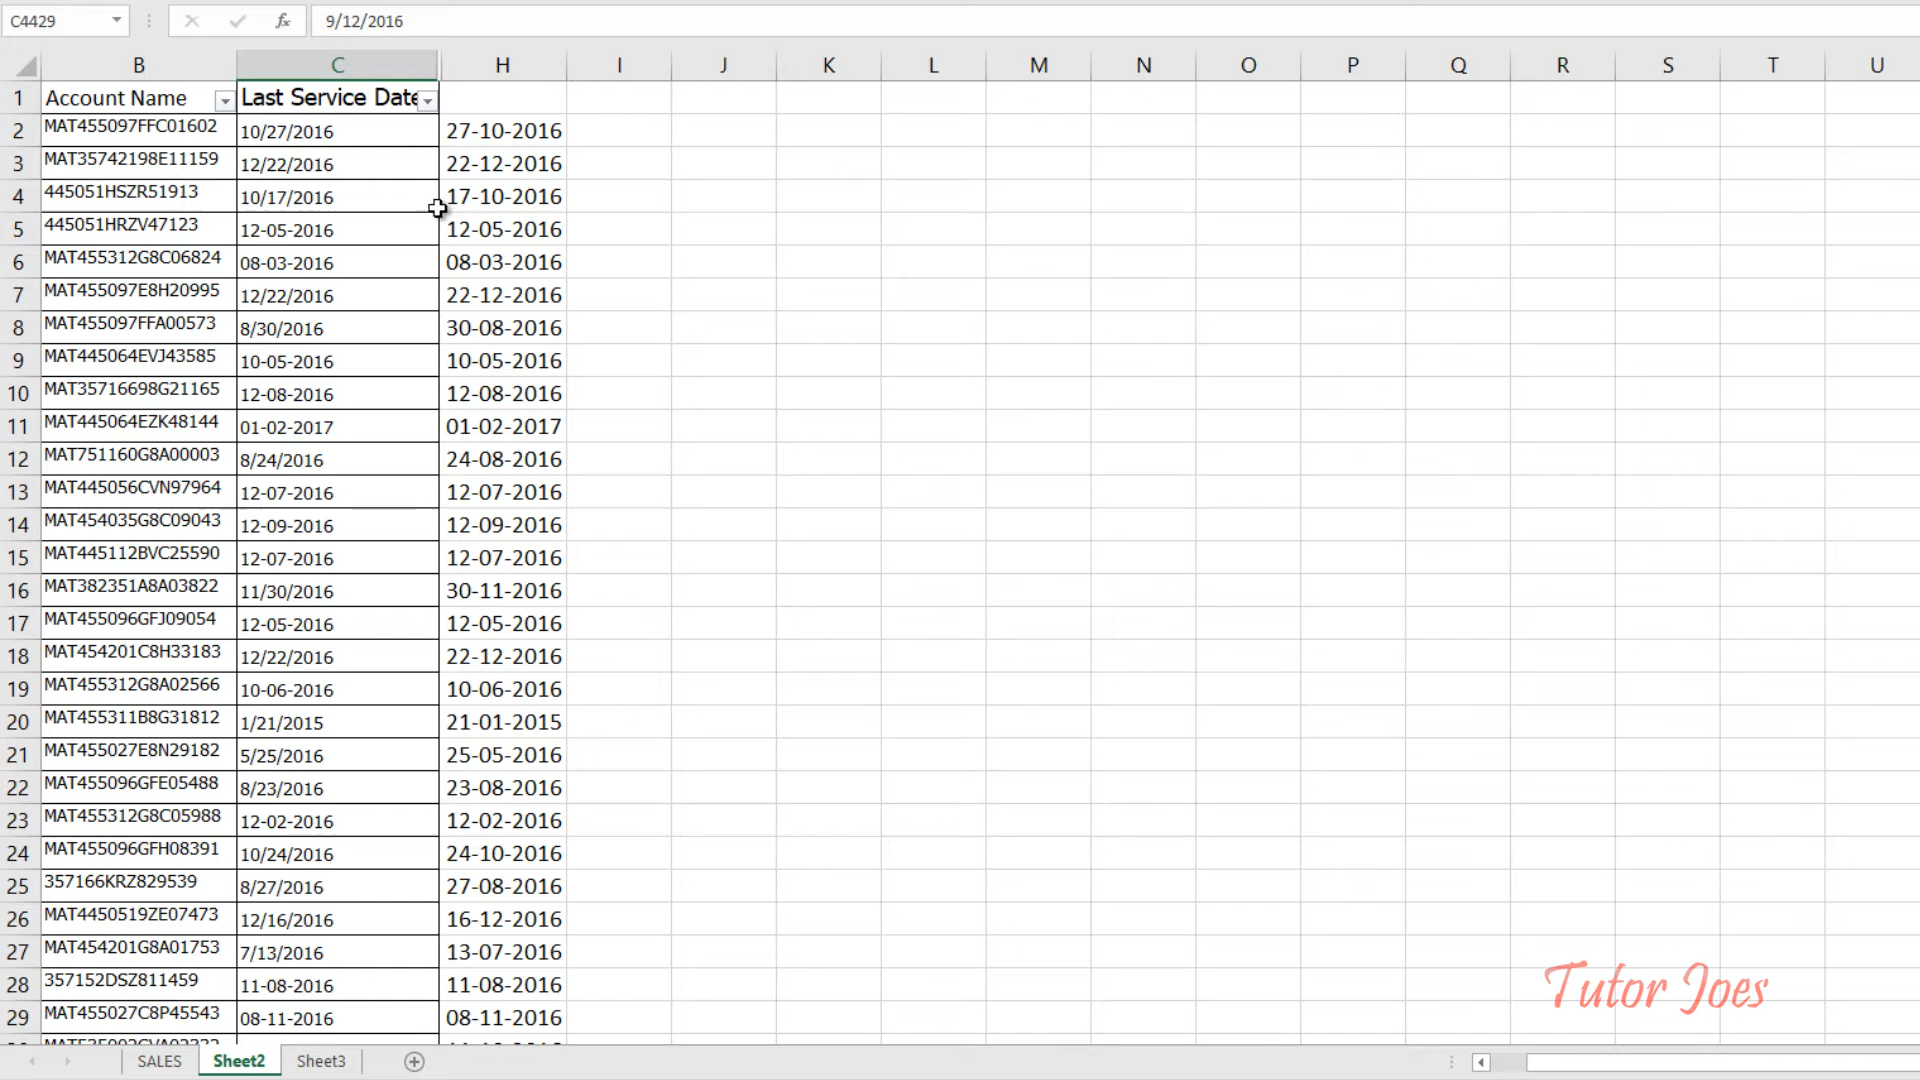 C4429 fx 9/12/2016
B C H I J K L M N O P Q R S T U
1 Account Name Last Service Date
2 MAT455097FFC01602 10/27/2016 27-10-2016
3 MAT35742198E11159 12/22/2016 22-12-2016
4 445051HSZR51913 10/17/2016 17-10-2016
5 445051HRZV47123 12-05-2016 12-05-2016
6 MAT455312G8C06824 08-03-2016 08-03-2016
7 MAT455097E8H20995 12/22/2016 22-12-2016
8 MAT455097FFA00573 8/30/2016 30-08-2016
9 MAT445064EVJ43585 10-05-2016 10-05-2016
10 MAT35716698G21165 12-08-2016 12-08-2016
11 MAT445064EZK48144 01-02-2017 01-02-2017
12 MAT751160G8A00003 8/24/2016 24-08-2016
13 MAT445056CVN97964 12-07-2016 12-07-2016
14 MAT454035G8C09043 12-09-2016 12-09-2016
15 MAT445112BVC25590 12-07-2016 12-07-2016
16 MAT382351A8A03822 11/30/2016 30-11-2016
17 MAT455096GFJ09054 12-05-2016 12-05-2016
18 MAT454201C8H33183 12/22/2016 22-12-2016
19 MAT455312G8A02566 10-06-2016 10-06-2016
20 MAT455311B8G31812 1/21/2015 21-01-2015
21 MAT455027E8N29182 5/25/2016 25-05-2016
22 MAT455096GFE05488 8/23/2016 23-08-2016
23 MAT455312G8C05988 12-02-2016 12-02-2016
24 MAT455096GFH08391 10/24/2016 24-10-2016
25 357166KRZ829539 8/27/2016 27-08-2016
26 MAT4450519ZE07473 12/16/2016 16-12-2016
27 MAT454201G8A01753 7/13/2016 13-07-2016
28 357152DSZ811459 11-08-2016 11-08-2016
29 MAT455027C8P45543 08-11-2016 08-11-2016
Tutor Joes
SALES Sheet2 Sheet3